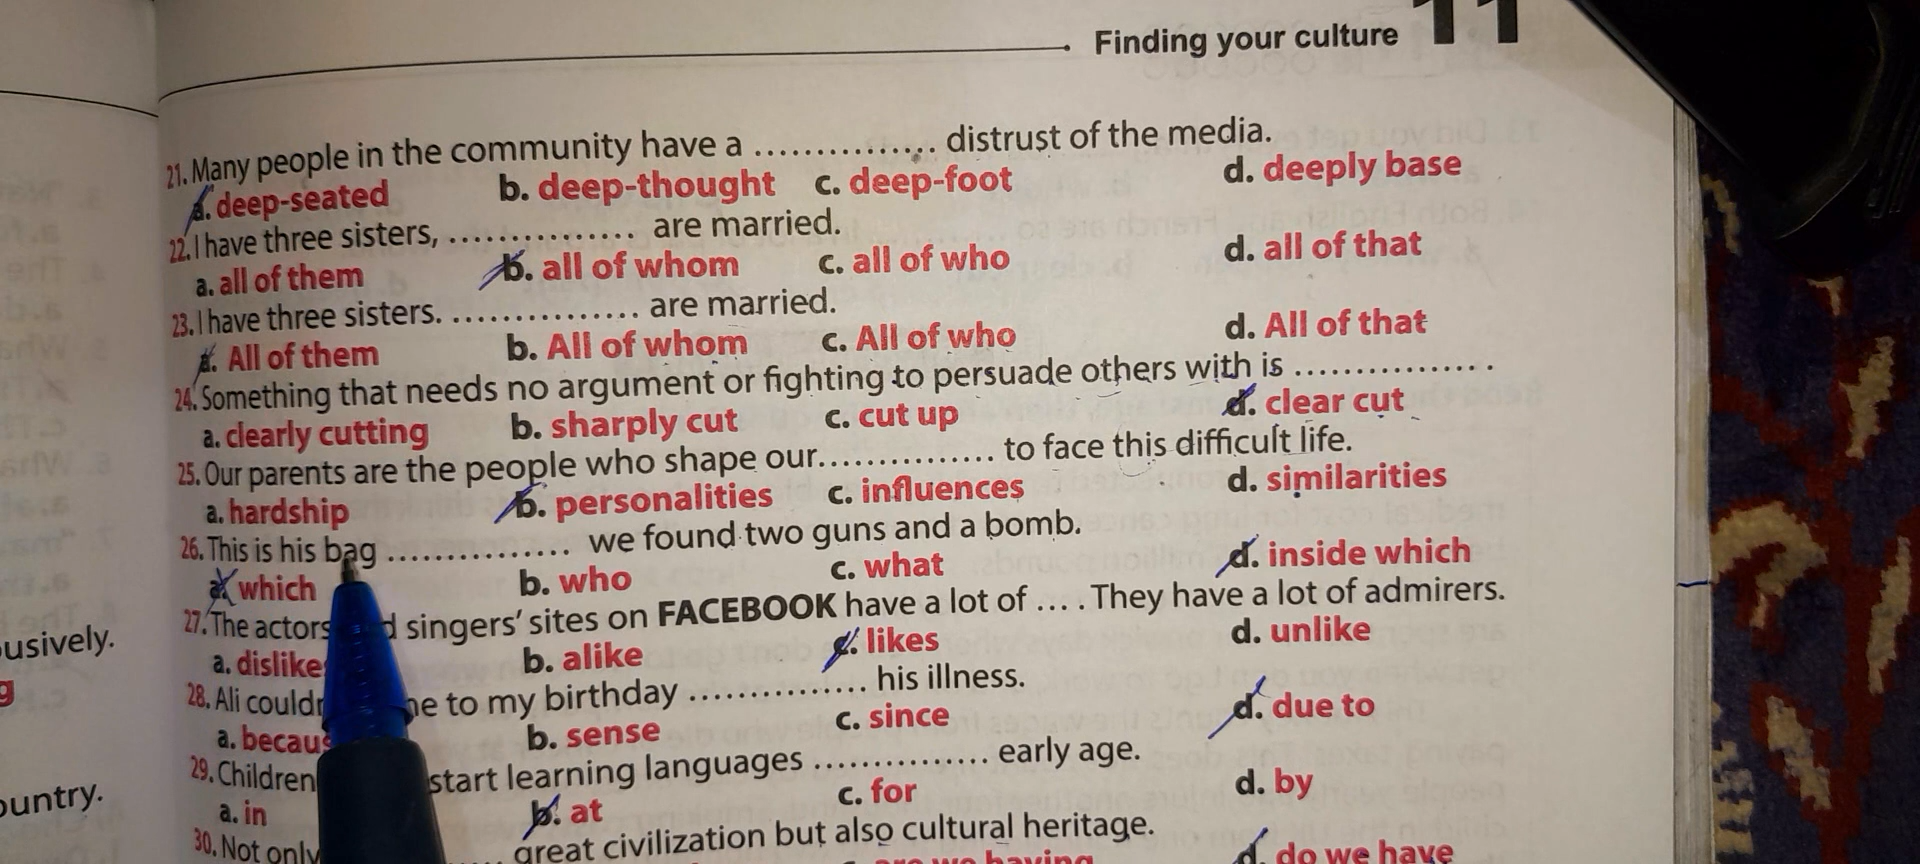 Finding your culture 11
21. Many people in the community have a ............... distrust of the media.
a. deep-seated b. deep-thought c. deep-foot d. deeply base
22. I have three sisters, ............... are married.
a. all of them b. all of whom c. all of who d. all of that
23. I have three sisters. ............... are married.
a. All of them b. All of whom c. All of who d. All of that
24. Something that needs no argument or fighting to persuade others with is ................
a. clearly cutting b. sharply cut c. cut up d. clear cut
25. Our parents are the people who shape our............... to face this difficult life.
a. hardship b. personalities c. influences d. similarities
26. This is his bag ............... we found two guns and a bomb.
a. which b. who c. what d. inside which
27. The actors singers' sites on FACEBOOK have a lot of .... They have a lot of admirers.
a. dislike b. alike c. likes d. unlike
28. Ali to my birthday ............... his illness.
a. b. sense c. since d. due to
29. Children start learning languages ............... early age.
a. in b. at c. for d. by
30. Not only .... great civilization but also cultural heritage.
c. are we having d. do we have
usively.
g
ountry.